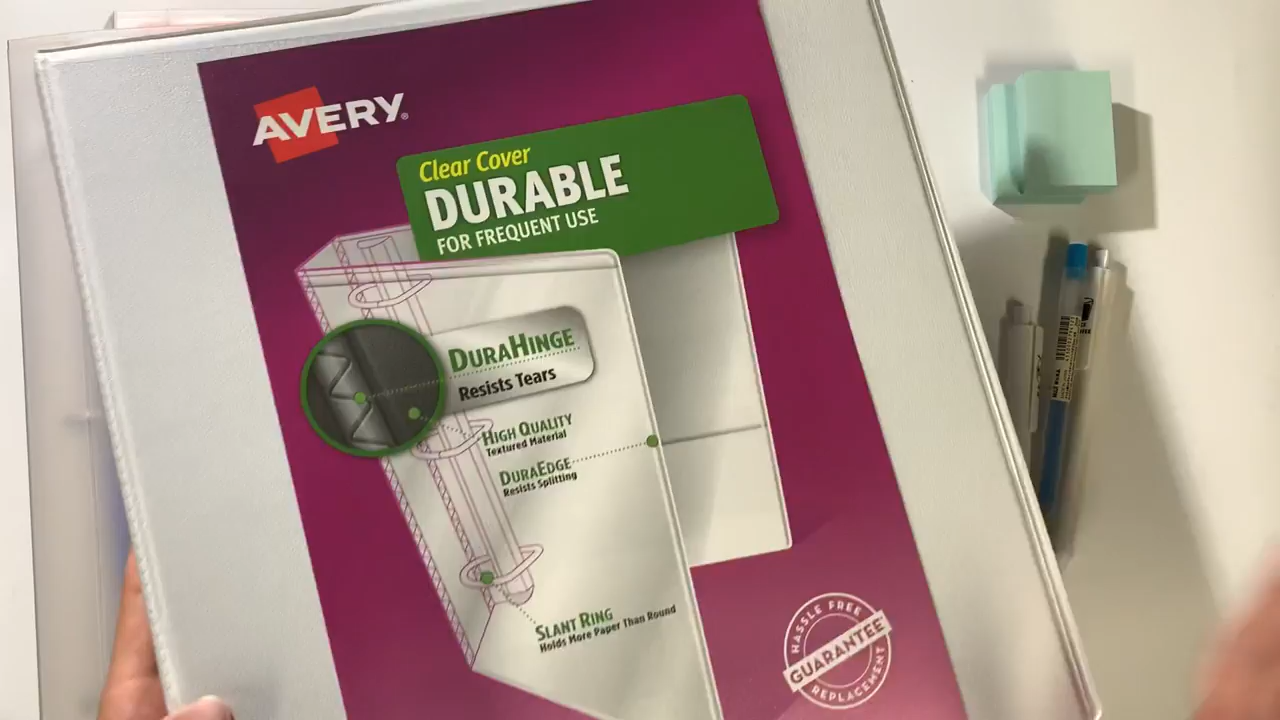 AVERY®
Clear Cover
DURABLE
FOR FREQUENT USE
DURAHINGE
Resists Tears
HIGH QUALITY
Textured Material
DURAEDGE
Resists Splitting
SLANT RING
Holds More Paper Than Round
HASSLE FREE
GUARANTEE
REPLACEMENT